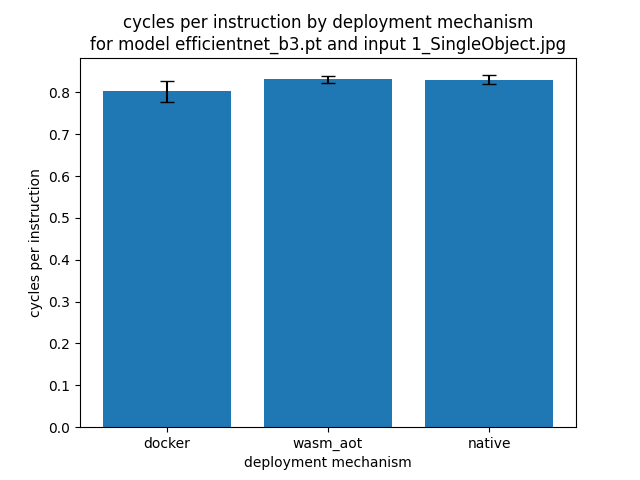 cycles per instruction by deployment mechanism
for model efficientnet_b3.pt and input 1_SingleObject.jpg
cycles per instruction
0.8
0.7
0.6
0.5
0.4
0.3
0.2
0.1
0.0
docker wasm_aot native
deployment mechanism